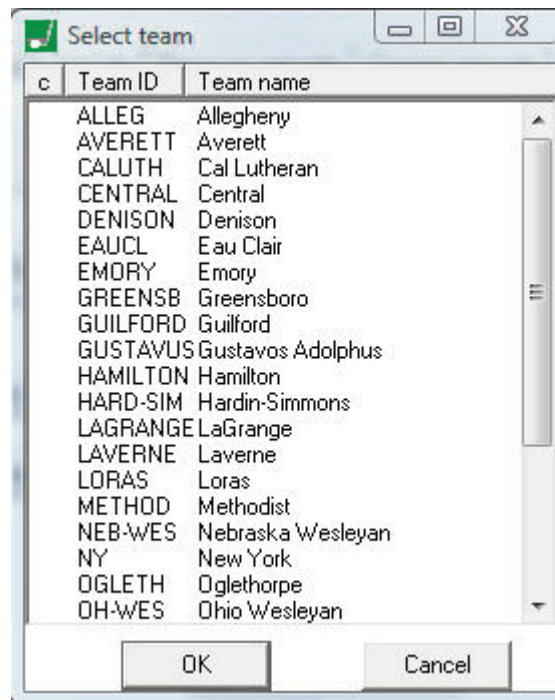 Select team
c Team ID Team name
ALLEG Allegheny
AVERETT Averett
CALUTH Cal Lutheran
CENTRAL Central
DENISON Denison
EAUCL Eau Clair
EMORY Emory
GREENSB Greensboro
GUILFORD Guilford
GUSTAVUS Gustavos Adolphus
HAMILTON Hamilton
HARD-SIM Hardin-Simmons
LAGRANGE LaGrange
LAVERNE Laverne
LORAS Loras
METHOD Methodist
NEB-WES Nebraska Wesleyan
NY New York
OGLETH Oglethorpe
OH-WES Ohio Wesleyan
OK Cancel